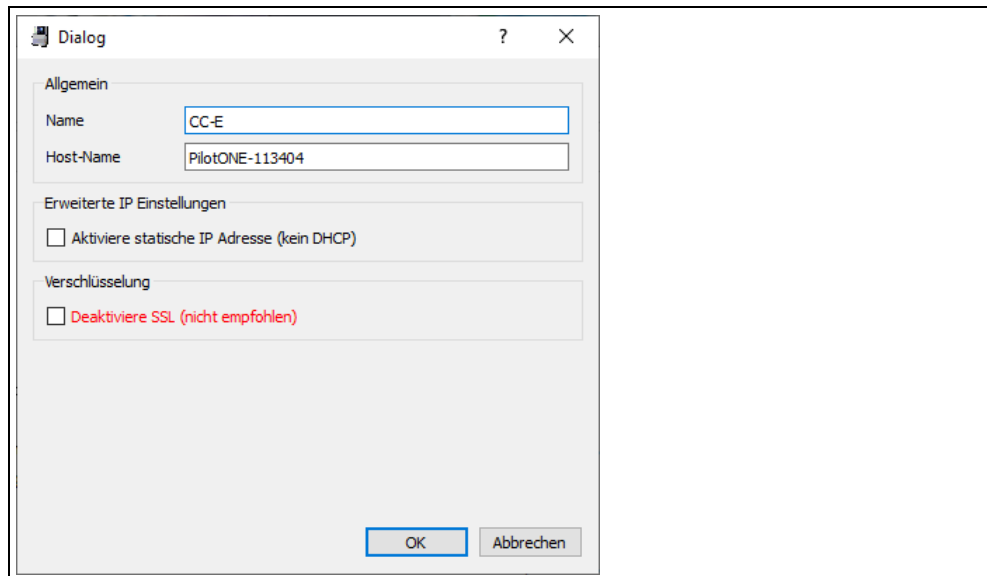 Dialog
?
Allgemein
Name CC-E
Host-Name PilotONE-113404
Erweiterte IP Einstellungen
Aktiviere statische IP Adresse (kein DHCP)
Verschlüsselung
Deaktiviere SSL (nicht empfohlen)
OK Abbrechen